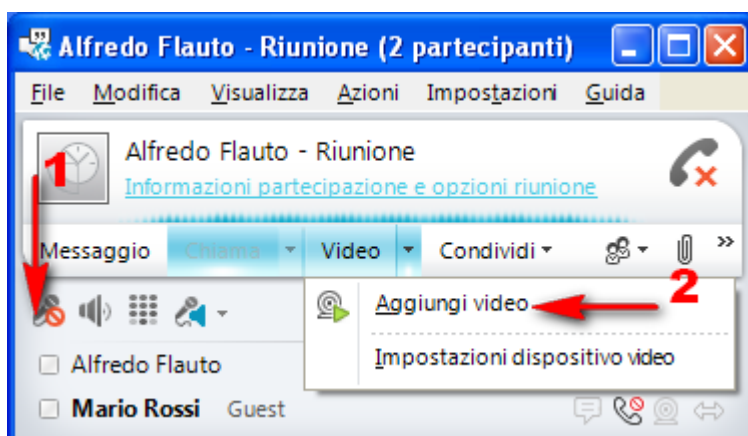 Alfredo Flauto - Riunione (2 partecipanti)
File Modifica Visualizza Azioni Impostazioni Guida
Alfredo Flauto - Riunione
1
Informazioni partecipazione e opzioni riunione
Messaggio Chiama Video Condividi
Aggiungi video 2
Impostazioni dispositivo video
Alfredo Flauto
Mario Rossi Guest